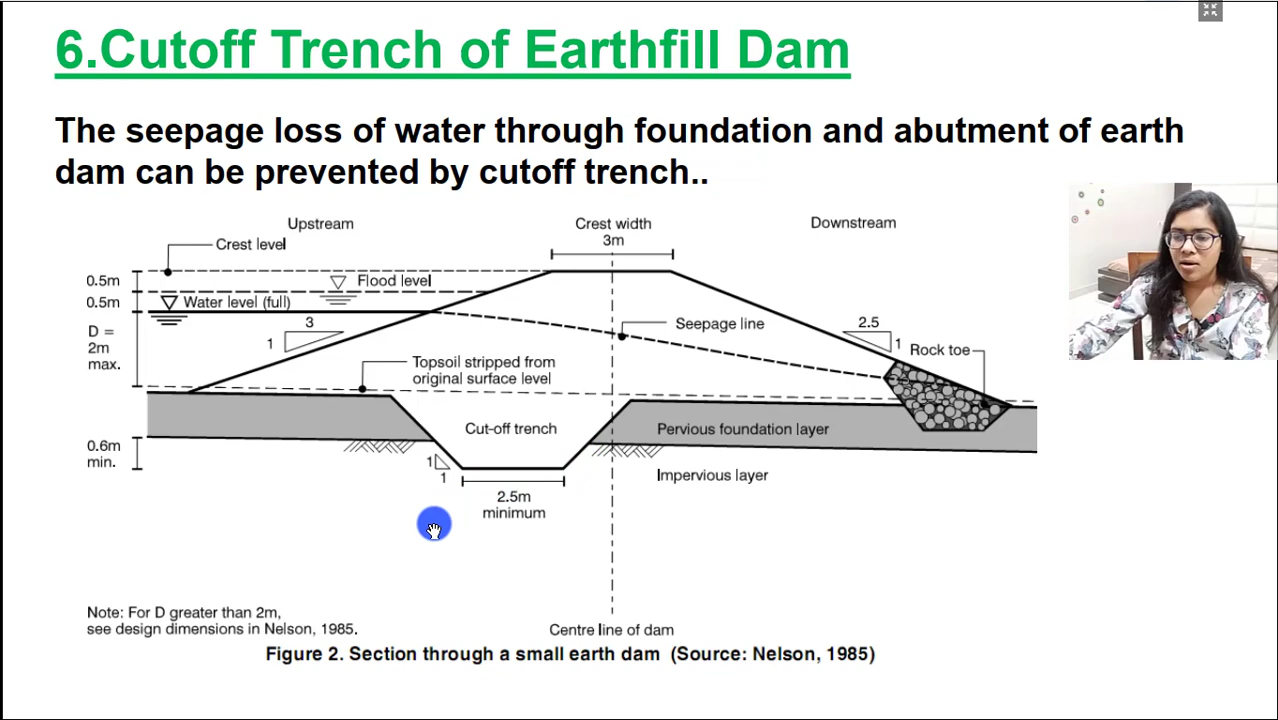 6.Cutoff Trench of Earthfill Dam
The seepage loss of water through foundation and abutment of earth
dam can be prevented by cutoff trench..
Upstream
Crest width
3m
Downstream
Crest level
0.5m
Flood level
0.5m
Water level (full)
D =
2m
max.
3
1
Seepage line
2.5
1
Rock toe
Topsoil stripped from
original surface level
Cut-off trench
Pervious foundation layer
0.6m
min.
1
1
Impervious layer
2.5m
minimum
Note: For D greater than 2m,
see design dimensions in Nelson, 1985.
Centre line of dam
Figure 2. Section through a small earth dam (Source: Nelson, 1985)